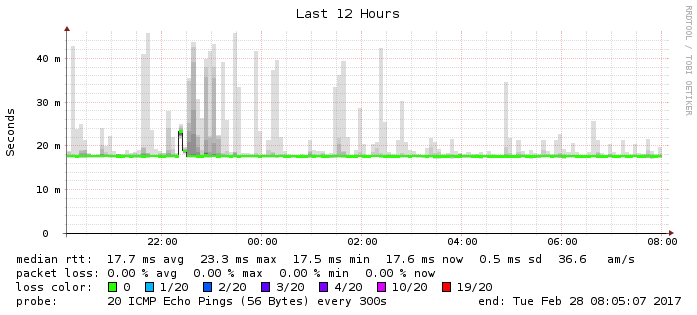 Last 12 Hours
RRDTOOL / TOBI OETIKER
Seconds
40 m
30 m
20 m
10 m
0
22:00 00:00 02:00 04:00 06:00 08:00
median rtt: 17.7 ms avg 23.3 ms max 17.5 ms min 17.6 ms now 0.5 ms sd 36.6 am/s
packet loss: 0.00 % avg 0.00 % max 0.00 % min 0.00 % now
loss color: 0 1/20 2/20 3/20 4/20 10/20 19/20
probe: 20 ICMP Echo Pings (56 Bytes) every 300s end: Tue Feb 28 08:05:07 2017